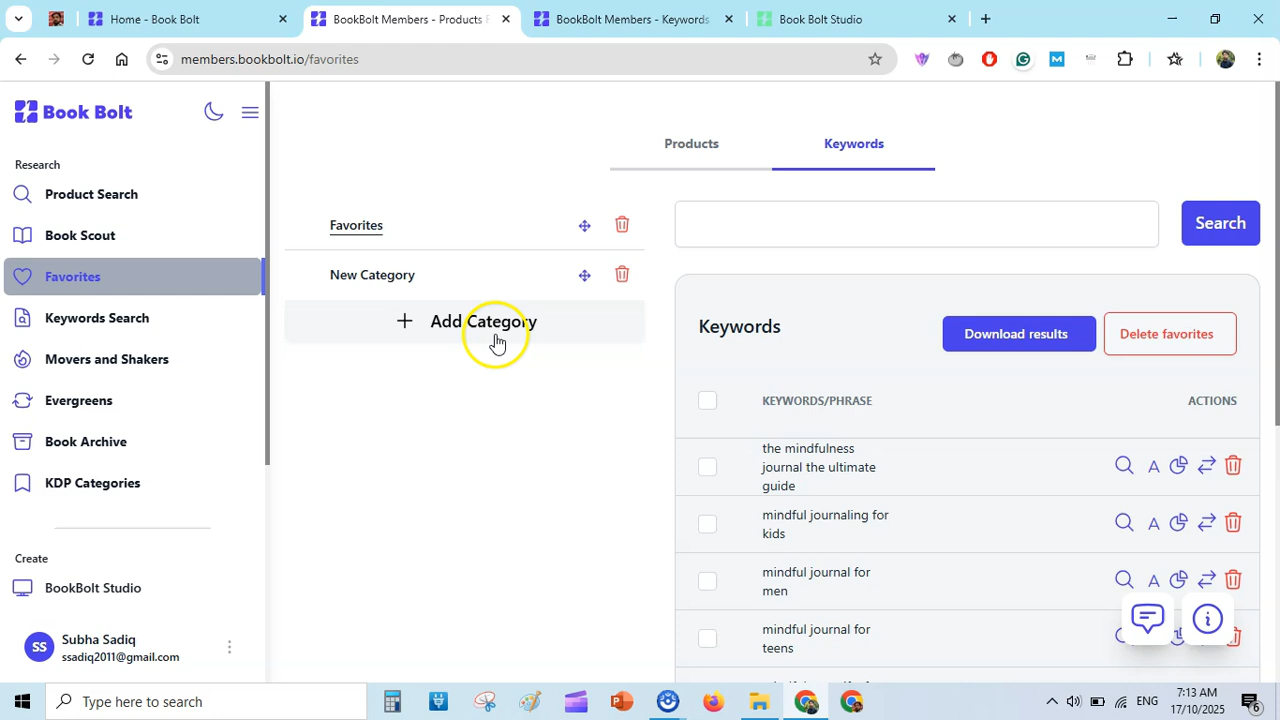 Home - Book Bolt
BookBolt Members - Products F
BookBolt Members - Keywords
Book Bolt Studio
members.bookbolt.io/favorites
Book Bolt
Research
Product Search
Book Scout
Favorites
Keywords Search
Movers and Shakers
Evergreens
Book Archive
KDP Categories
Create
BookBolt Studio
SS
Subha Sadiq
ssadiq2011@gmail.com
Products
Keywords
Favorites
New Category
Add Category
Search
Keywords
Download results
Delete favorites
KEYWORDS/PHRASE
ACTIONS
the mindfulness
journal the ultimate
guide
A
mindful journaling for
kids
A
mindful journal for
men
A
mindful journal for
teens
Type here to search
ENG
7:13 AM
17/10/2025
6